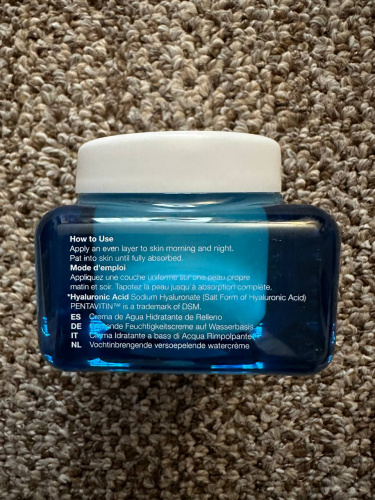 How to Use
Apply an even layer to skin morning and night.
Pat into skin until fully absorbed.
Mode d'emploi
Appliquez une couche uniforme sur une peau propre
matin et soir. Tapotez la peau jusqu'à absorption complète.
*Hyaluronic Acid Sodium Hyaluronate (Salt Form of Hyaluronic Acid)
PENTAVITIN™ is a trademark of DSM.
ES Crema de Agua Hidratante de Relleno
DE Feuchtigkeitscreme auf Wasserbasis
IT Crema Idratante a base di Acqua Rimpolpante
NL Vochtinbrengende versoepelende watercrème